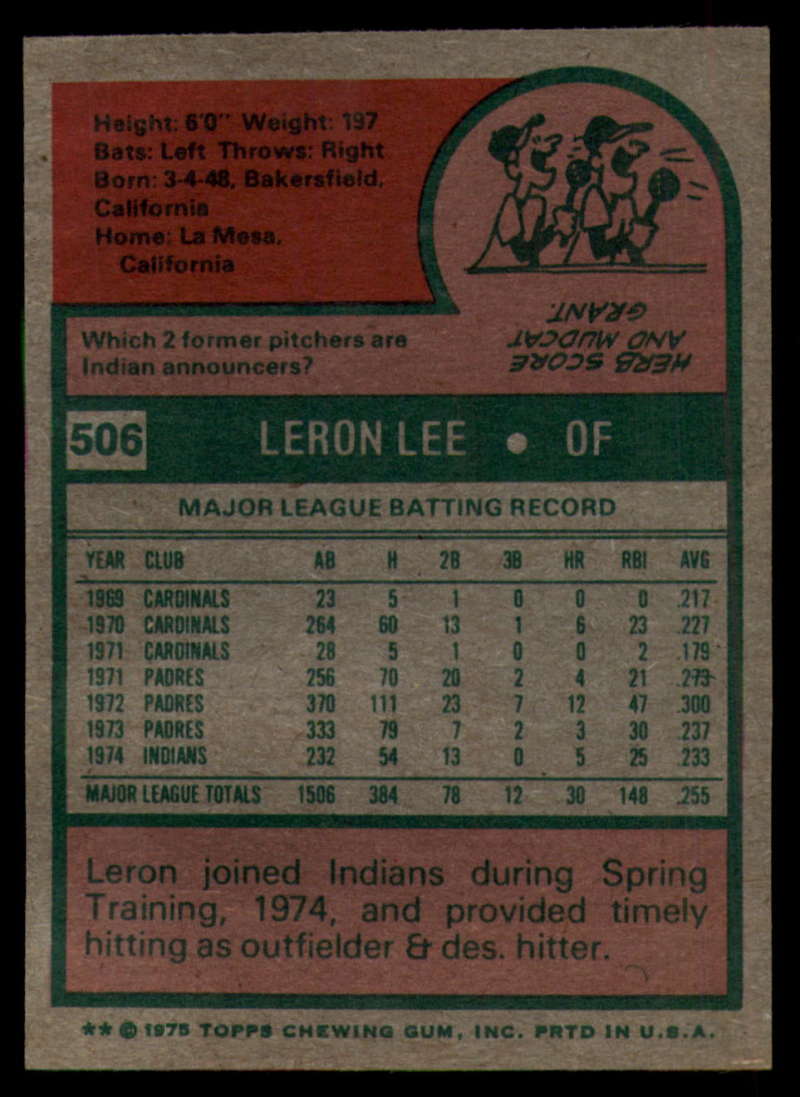 Height: 6'0" Weight: 197
Bats: Left Throws: Right
Born: 3-4-48, Bakersfield,
California
Home: La Mesa,
California
Which 2 former pitchers are
Indian announcers?
HERB SCORE
AND MUDCAT
GRANT.
506 LERON LEE • OF
MAJOR LEAGUE BATTING RECORD
YEAR CLUB AB H 2B 3B HR RBI AVG
1969 CARDINALS 23 5 1 0 0 0 .217
1970 CARDINALS 264 60 13 1 6 23 .227
1971 CARDINALS 28 5 1 0 0 2 .179
1971 PADRES 256 70 20 2 4 21 .273
1972 PADRES 370 111 23 7 12 47 .300
1973 PADRES 333 79 7 2 3 30 .237
1974 INDIANS 232 54 13 0 5 25 .233
MAJOR LEAGUE TOTALS 1506 384 78 12 30 148 .255
Leron joined Indians during Spring
Training, 1974, and provided timely
hitting as outfielder & des. hitter.
** © 1975 TOPPS CHEWING GUM, INC. PRTD IN U.S.A.